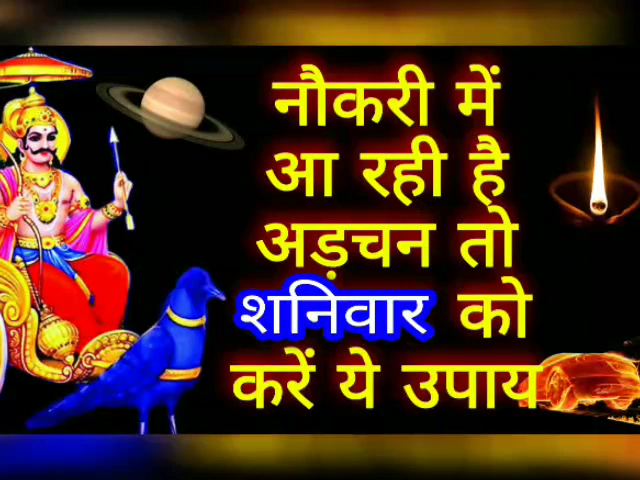 नौकरी में
आ रही है
अड़चन तो
शनिवार को
करें ये उपाय